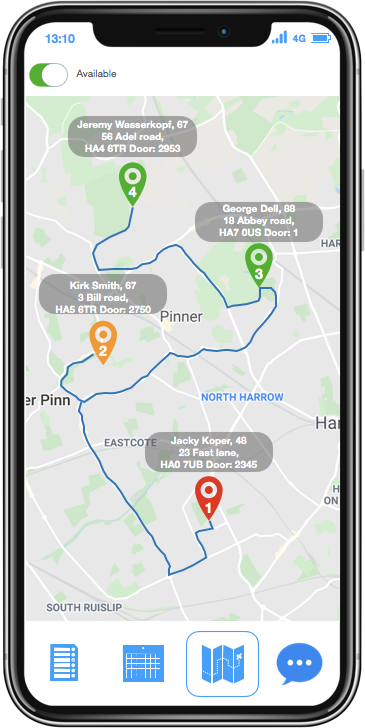 13:10
4G
Available
Jeremy Wasserkopf, 67
56 Adel road,
HA4 6TR Door: 2953
4
George Dell, 88
18 Abbey road,
HA7 0US Door: 1
HAR
3
Kirk Smith, 67
3 Bill road,
HA5 6TR Door: 2750
Pinner
2
er Pinn
NORTH HARROW
Har
EASTCOTE
Jacky Koper, 48
23 Fast lane,
HA0 7UB Door: 2345
H
ON
1
SOUTH RUISLIP